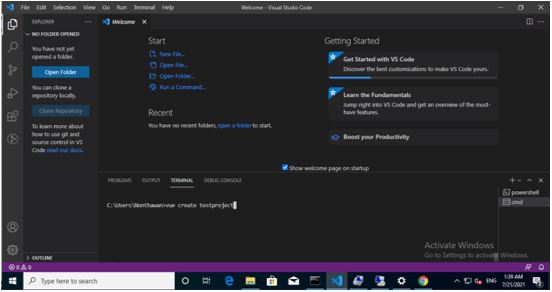 File Edit Selection View Go Run Terminal Help
Welcome - Visual Studio Code
EXPLORER
Welcome
NO FOLDER OPENED
You have not yet
opened a folder.
Open Folder
You can clone a
repository locally.
Clone Repository
To learn more about
how to use git and
source control in VS
Code read our docs.
OUTLINE
Start
New File...
Open File...
Open Folder...
Run a Command...
Recent
You have no recent folders, open a folder to start.
Getting Started
Get Started with VS Code
Discover the best customizations to make VS Code yours.
Learn the Fundamentals
Jump right into VS Code and get an overview of the must-
have features.
Boost your Productivity
Show welcome page on startup
PROBLEMS OUTPUT TERMINAL DEBUG CONSOLE
C:\Users\Nonthawan>vue create testproject
powershell
cmd
Activate Windows
Go to Settings to activate Windows.
0 0
Type here to search
ENG
1:39 AM
7/21/2021
2